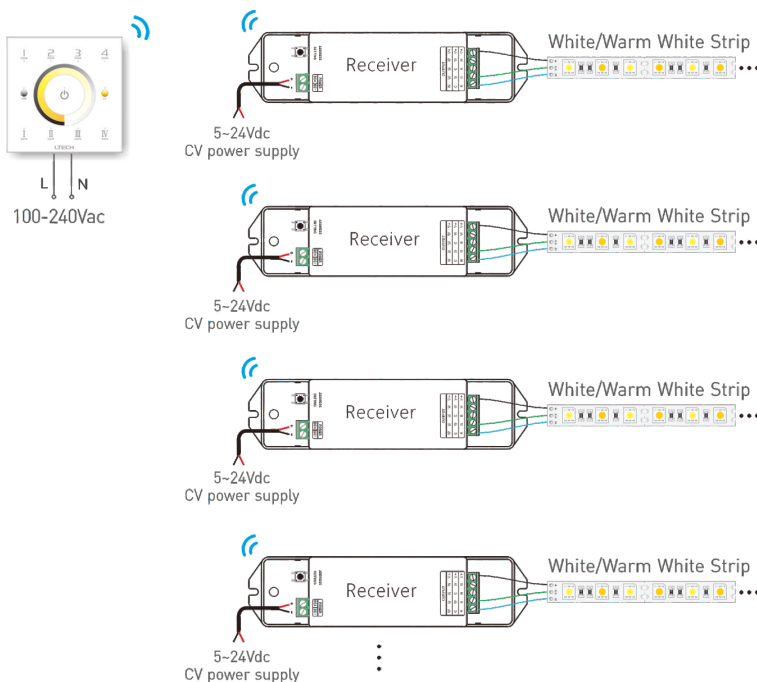 1 2 3 4
I II III IV
LTECH
L N
100-240Vac
Receiver
White/Warm White Strip
5~24Vdc
CV power supply
Receiver
White/Warm White Strip
5~24Vdc
CV power supply
Receiver
White/Warm White Strip
5~24Vdc
CV power supply
Receiver
White/Warm White Strip
5~24Vdc
CV power supply